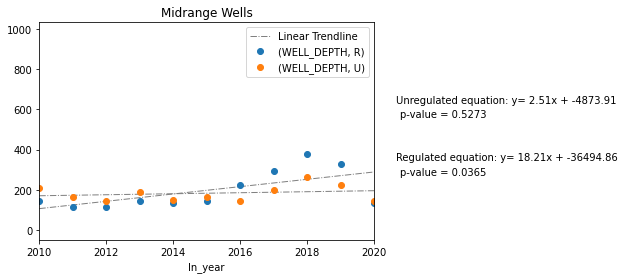 Midrange Wells
1000
800
600
400
200
0
Linear Trendline
(WELL_DEPTH, R)
(WELL_DEPTH, U)
2010 2012 2014 2016 2018 2020
In_year
Unregulated equation: y= 2.51x + -4873.91
p-value = 0.5273
Regulated equation: y= 18.21x + -36494.86
p-value = 0.0365